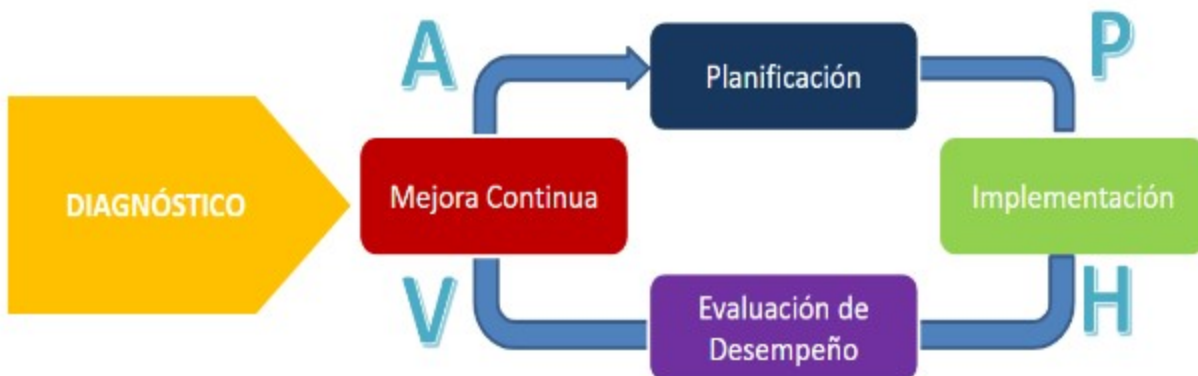 A
Planificación
P
DIAGNÓSTICO
Mejora Continua
Implementación
V
Evaluación de
Desempeño
H